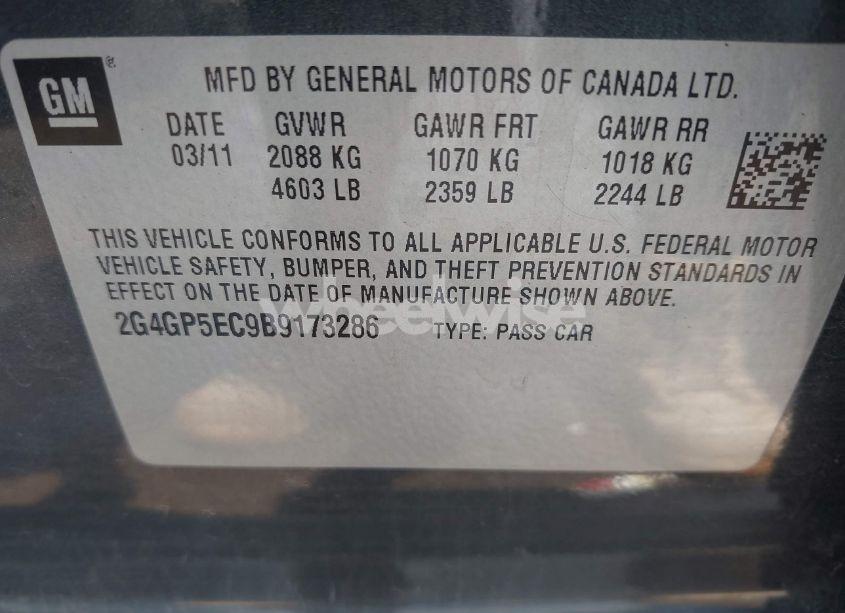 GM®
MFD BY GENERAL MOTORS OF CANADA LTD.
DATE GVWR GAWR FRT GAWR RR
03/11 2088 KG 1070 KG 1018 KG
4603 LB 2359 LB 2244 LB
THIS VEHICLE CONFORMS TO ALL APPLICABLE U.S. FEDERAL MOTOR
VEHICLE SAFETY, BUMPER, AND THEFT PREVENTION STANDARDS IN
EFFECT ON THE DATE OF MANUFACTURE SHOWN ABOVE.
wheelwise
2G4GP5EC9B9173286 TYPE: PASS CAR